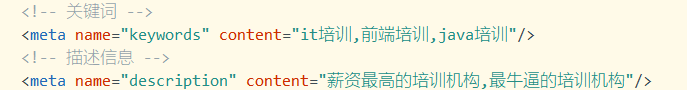 <!-- 关键词 -->
<meta name="keywords" content="it培训,前端培训,java培训"/>
<!-- 描述信息 -->
<meta name="description" content="薪资最高的培训机构,最牛逼的培训机构"/>